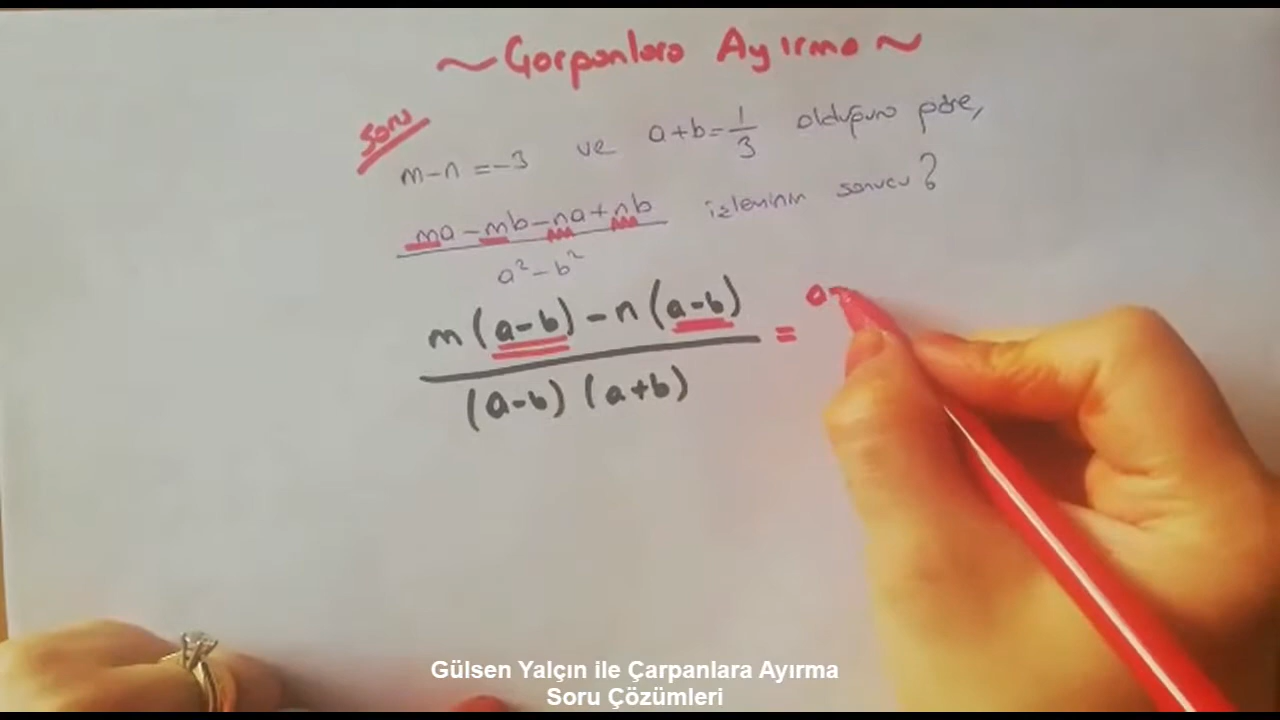 ~ Çarpanlara Ayırma ~
Soru
m-n=-3 ve a+b=1/3 olduğuna göre,
ma-mb-na+nb işleminin sonucu?
a²-b²
m(a-b)-n(a-b) = a-
(a-b)(a+b)
Gülsen Yalçın ile Çarpanlara Ayırma
Soru Çözümleri